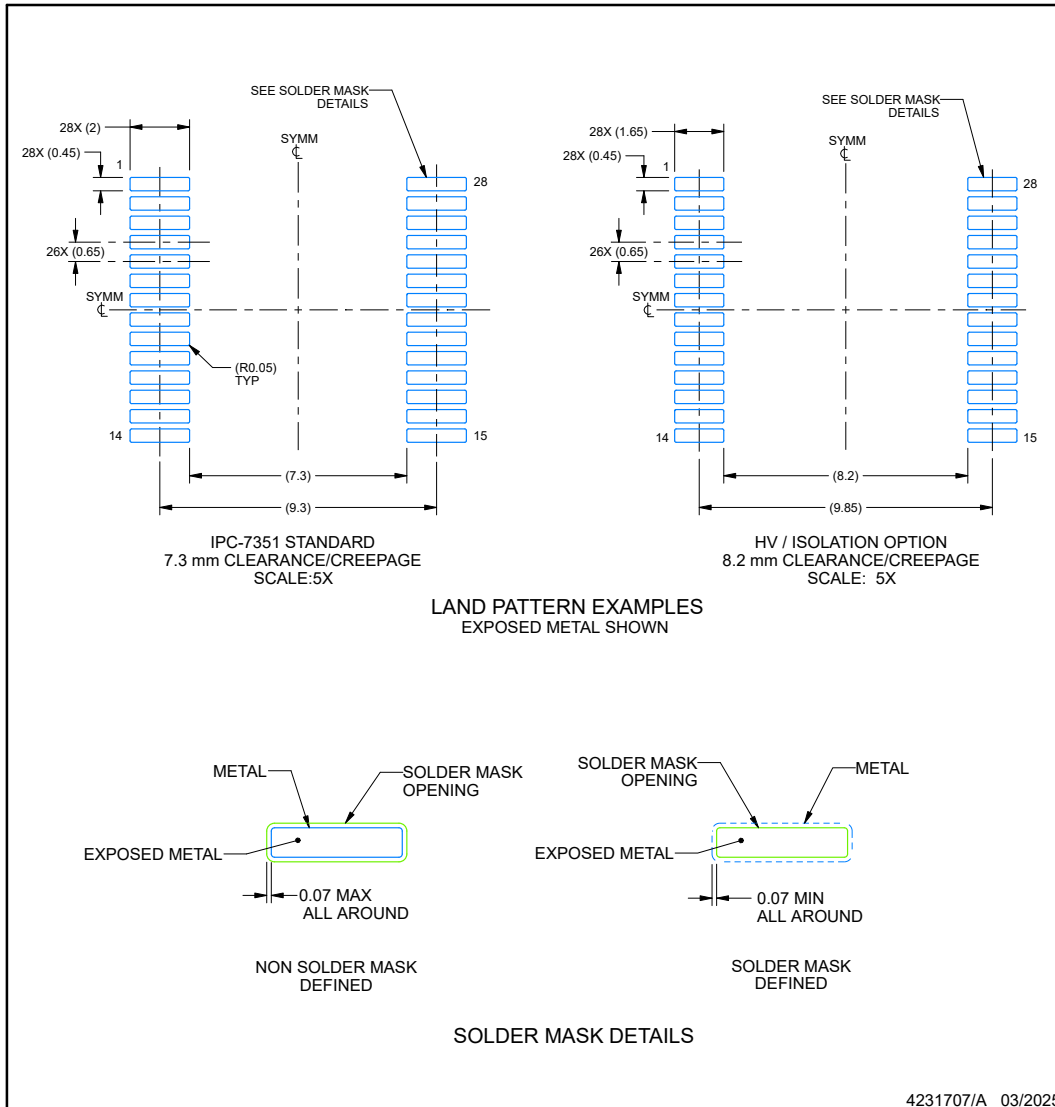 SEE SOLDER MASK
DETAILS
28X (2)
SYMM
℄
28X (0.45)
1
28
26X (0.65)
SYMM
℄
(R0.05)
TYP
14
15
(7.3)
(9.3)
IPC-7351 STANDARD
7.3 mm CLEARANCE/CREEPAGE
SCALE:5X
SEE SOLDER MASK
DETAILS
28X (1.65)
SYMM
℄
28X (0.45)
1
28
26X (0.65)
SYMM
℄
14
15
(8.2)
(9.85)
HV / ISOLATION OPTION
8.2 mm CLEARANCE/CREEPAGE
SCALE: 5X
LAND PATTERN EXAMPLES
EXPOSED METAL SHOWN
METAL
SOLDER MASK
OPENING
EXPOSED METAL
0.07 MAX
ALL AROUND
NON SOLDER MASK
DEFINED
SOLDER MASK
OPENING
METAL
EXPOSED METAL
0.07 MIN
ALL AROUND
SOLDER MASK
DEFINED
SOLDER MASK DETAILS
4231707/A 03/2025